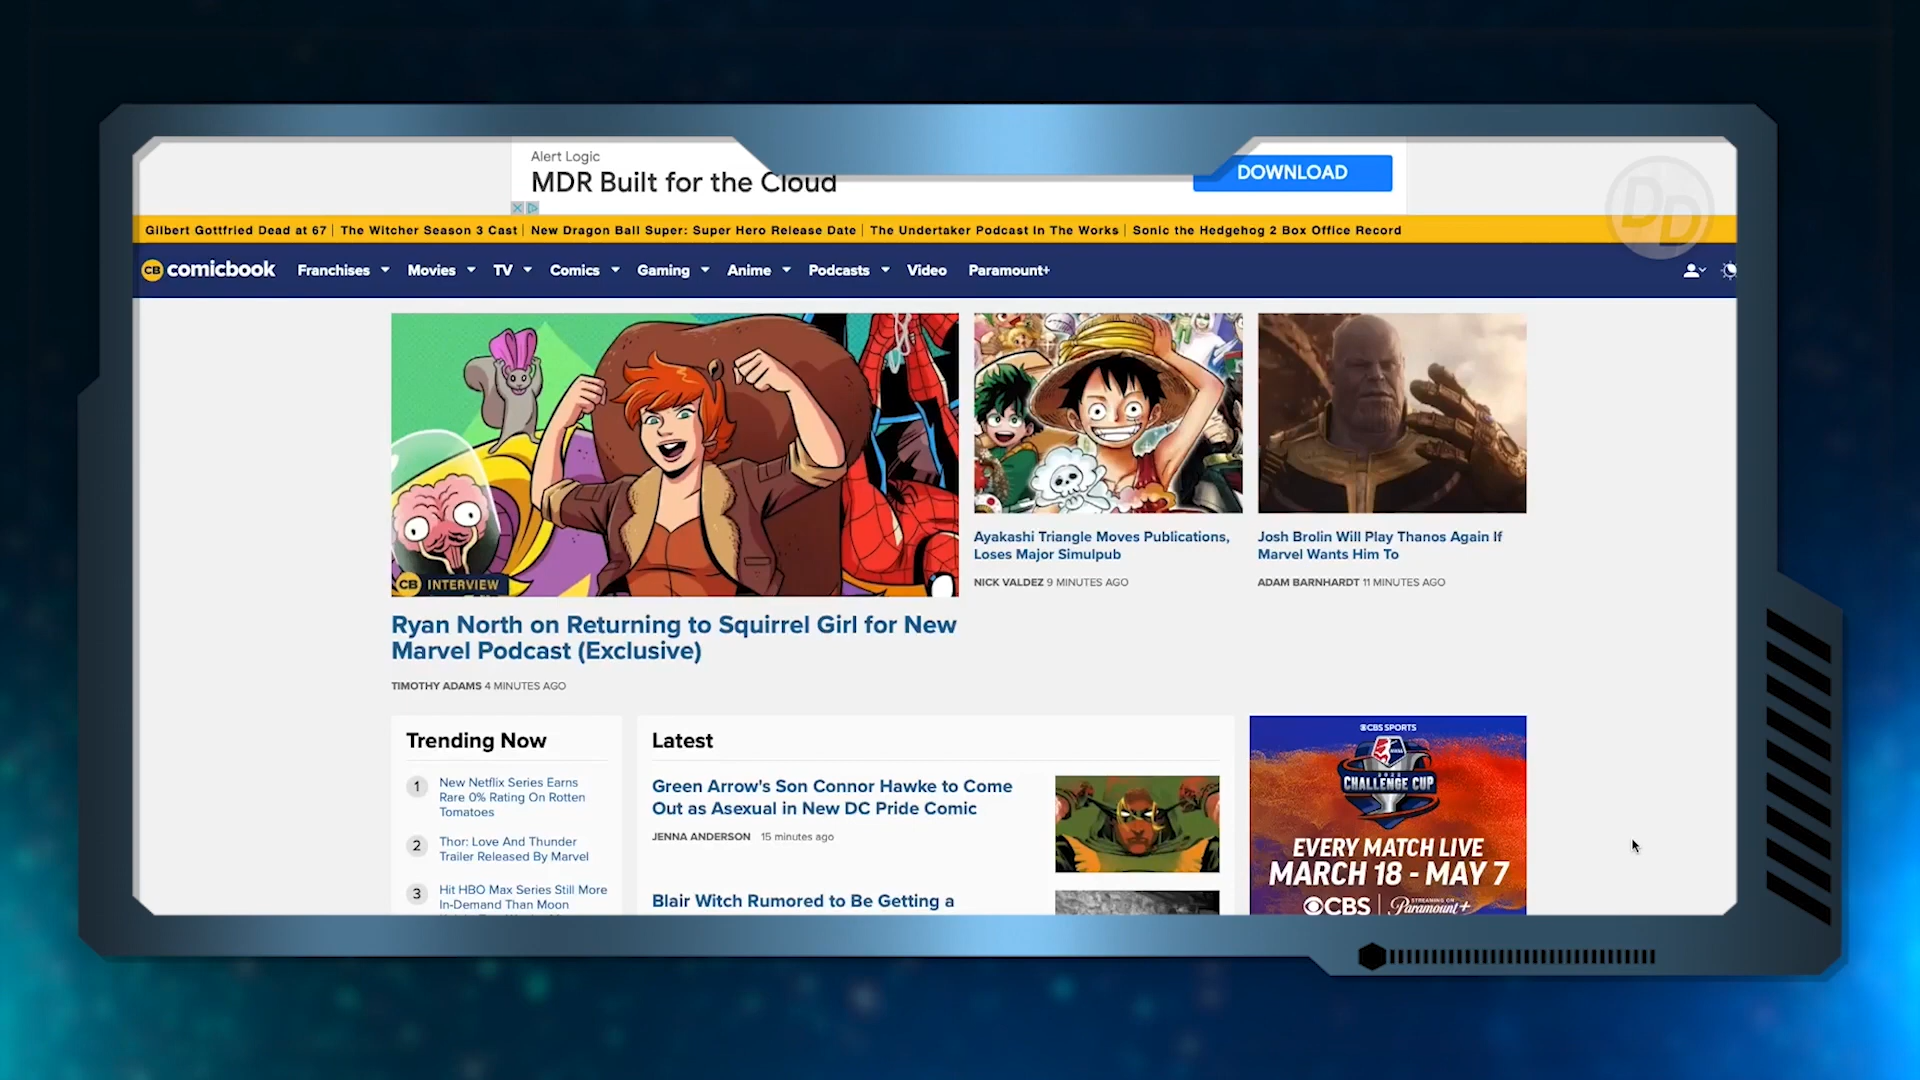 Alert Logic
MDR Built for the Cloud
DOWNLOAD
DD
Gilbert Gottfried Dead at 67 | The Witcher Season 3 Cast | New Dragon Ball Super: Super Hero Release Date | The Undertaker Podcast In The Works | Sonic the Hedgehog 2 Box Office Record
CB comicbook Franchises Movies TV Comics Gaming Anime Podcasts Video Paramount+
CB INTERVIEW
Ryan North on Returning to Squirrel Girl for New
Marvel Podcast (Exclusive)
TIMOTHY ADAMS 4 MINUTES AGO
Ayakashi Triangle Moves Publications,
Loses Major Simulpub
NICK VALDEZ 9 MINUTES AGO
Josh Brolin Will Play Thanos Again If
Marvel Wants Him To
ADAM BARNHARDT 11 MINUTES AGO
Trending Now
1 New Netflix Series Earns
Rare 0% Rating On Rotten
Tomatoes
2 Thor: Love And Thunder
Trailer Released By Marvel
3 Hit HBO Max Series Still More
In-Demand Than Moon
Latest
Green Arrow's Son Connor Hawke to Come
Out as Asexual in New DC Pride Comic
JENNA ANDERSON 15 minutes ago
Blair Witch Rumored to Be Getting a
CBS SPORTS
2022
CHALLENGE CUP
EVERY MATCH LIVE
MARCH 18 - MAY 7
STREAMING ON
CBS | Paramount+